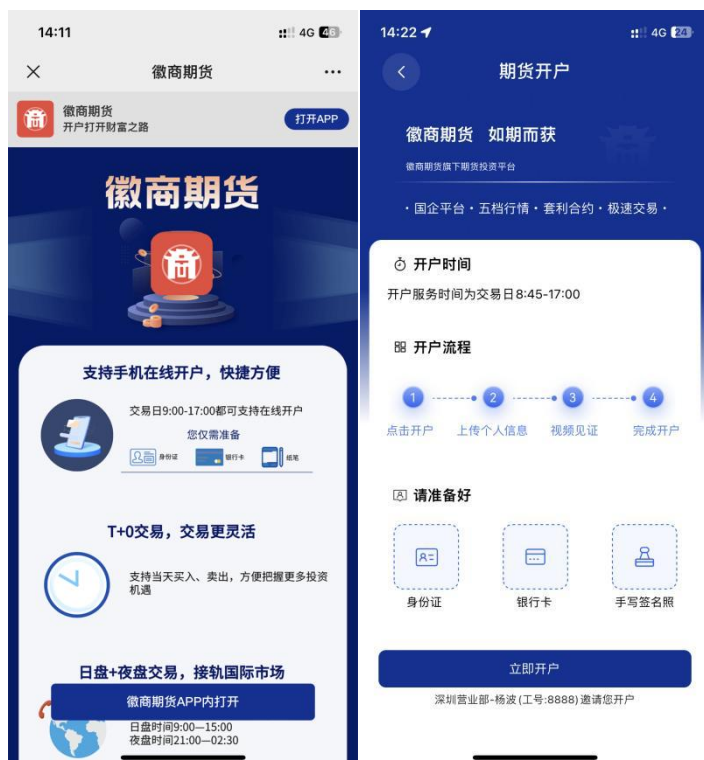 14:11
4G 46
徽商期货
徽商期货
开户打开财富之路
打开APP
徽商期货
支持手机在线开户，快捷方便
交易日9:00-17:00都可支持在线开户
您仅需准备
身份证
银行卡
纸笔
T+0交易，交易更灵活
支持当天买入、卖出，方便把握更多投资
机遇
日盘+夜盘交易，接轨国际市场
徽商期货APP内打开
日盘时间9:00—15:00
夜盘时间21:00—02:30
14:22
4G 24
期货开户
徽商期货 如期而获
徽商期货旗下期货投资平台
·国企平台·五档行情·套利合约·极速交易·
开户时间
开户服务时间为交易日8:45-17:00
开户流程
1 2 3 4
点击开户 上传个人信息 视频见证 完成开户
请准备好
身份证 银行卡 手写签名照
立即开户
深圳营业部-杨波(工号:8888)邀请您开户